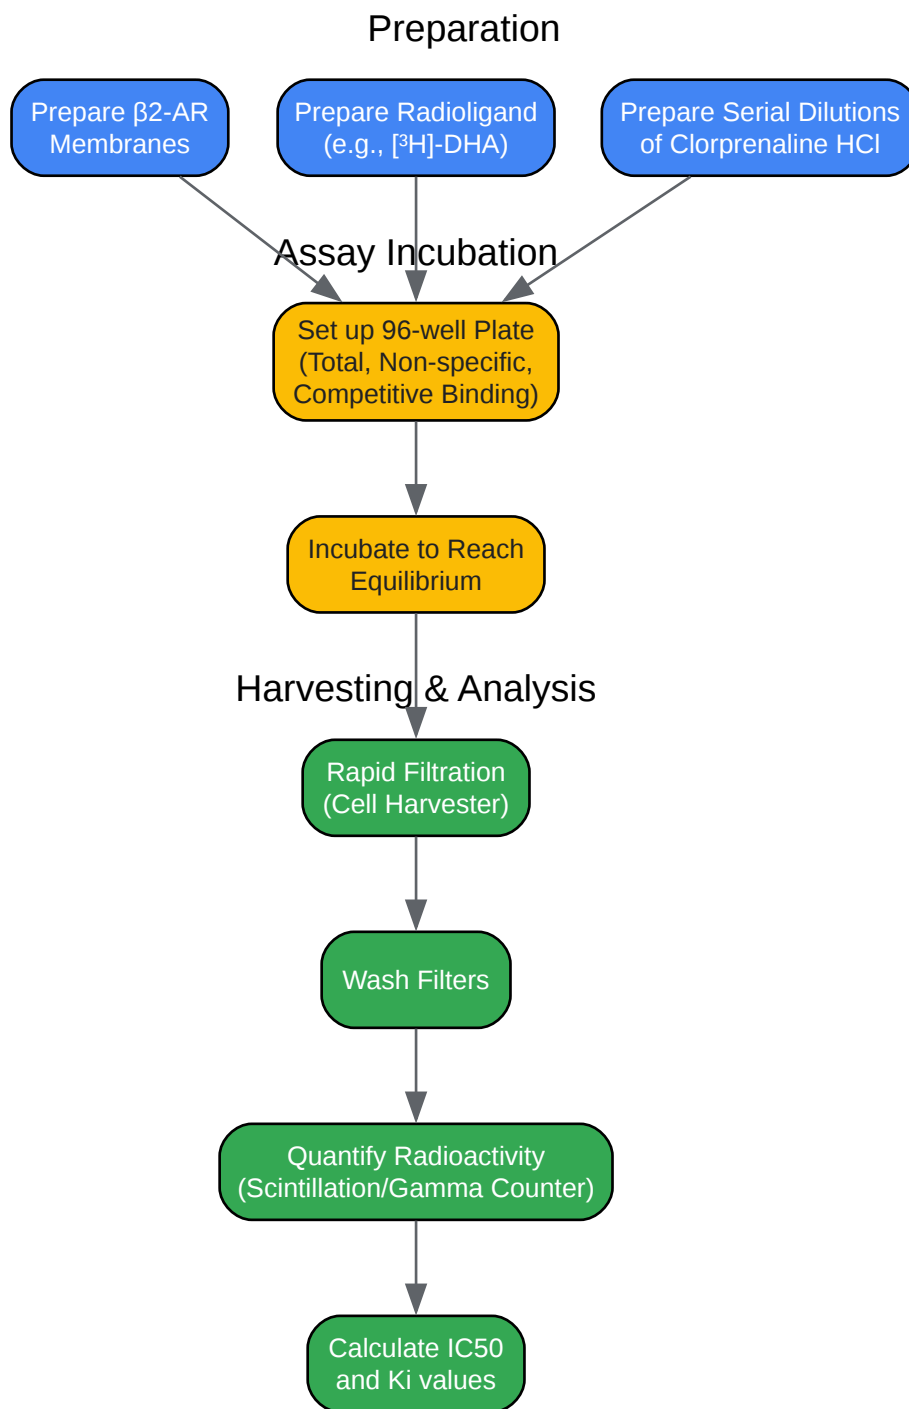 Preparation
Prepare β2-AR
Membranes
Prepare Radioligand
(e.g., [³H]-DHA)
Prepare Serial Dilutions
of Clorprenaline HCl
Assay Incubation
Set up 96-well Plate
(Total, Non-specific,
Competitive Binding)
Incubate to Reach
Equilibrium
Harvesting & Analysis
Rapid Filtration
(Cell Harvester)
Wash Filters
Quantify Radioactivity
(Scintillation/Gamma Counter)
Calculate IC50
and Ki values